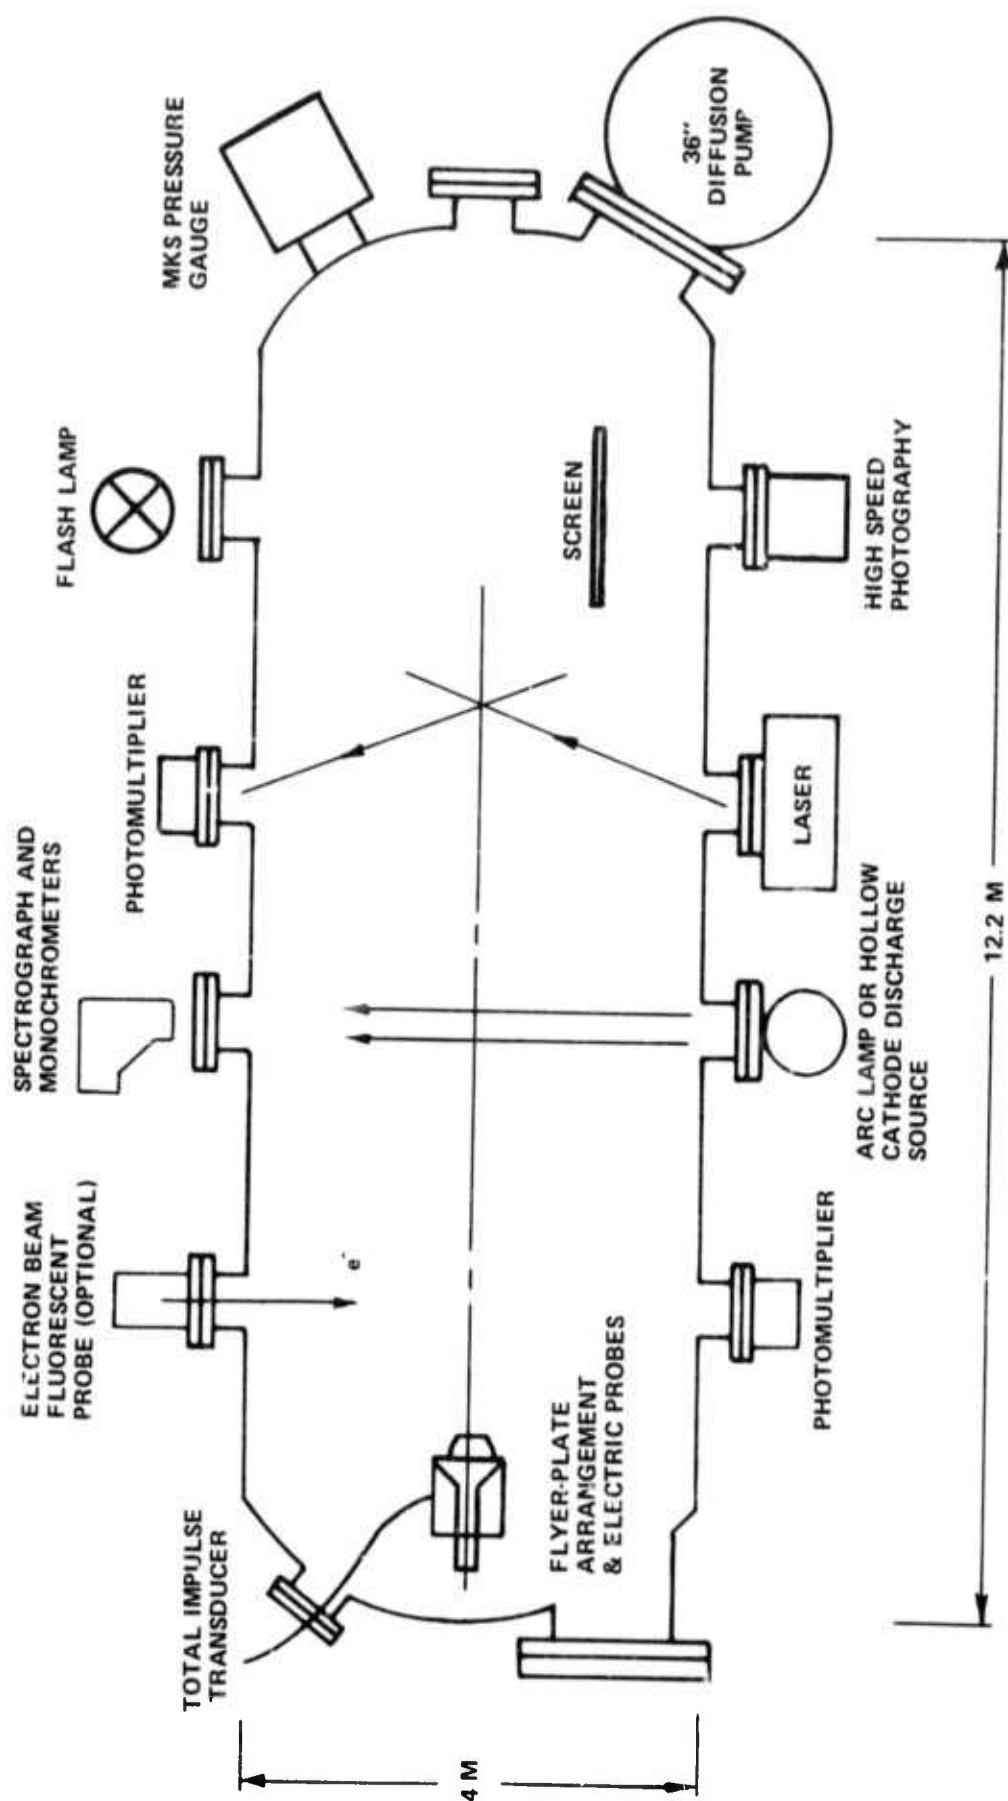 TOTAL IMPULSE
TRANSDUCER
ELECTRON BEAM
FLUORESCENT
PROBE (OPTIONAL)
SPECTROGRAPH AND
MONOCHROMETERS
PHOTOMULTIPLIER
FLASH LAMP
MKS PRESSURE
GAUGE
36"
DIFFUSION
PUMP
e-
SCREEN
4 M
FLYER-PLATE
ARRANGEMENT
& ELECTRIC PROBES
PHOTOMULTIPLIER
ARC LAMP OR HOLLOW
CATHODE DISCHARGE
SOURCE
LASER
HIGH SPEED
PHOTOGRAPHY
12.2 M